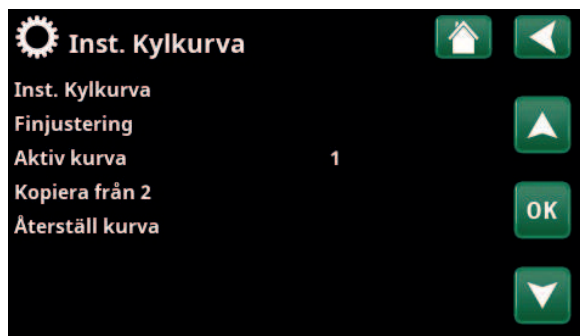 Inst. Kylkurva
Inst. Kylkurva
Finjustering
Aktiv kurva 1
Kopiera från 2
Återställ kurva
OK